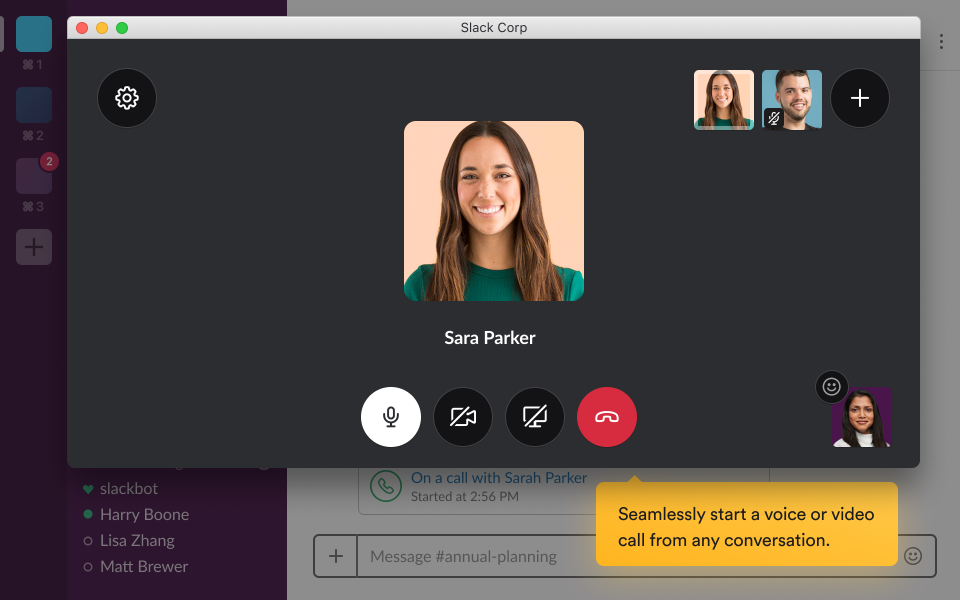 Slack Corp
⌘1
⌘2
2
⌘3
Sara Parker
slackbot
Harry Boone
Lisa Zhang
Matt Brewer
On a call with Sarah Parker
Started at 2:56 PM
Message #annual-planning
Seamlessly start a voice or video
call from any conversation.